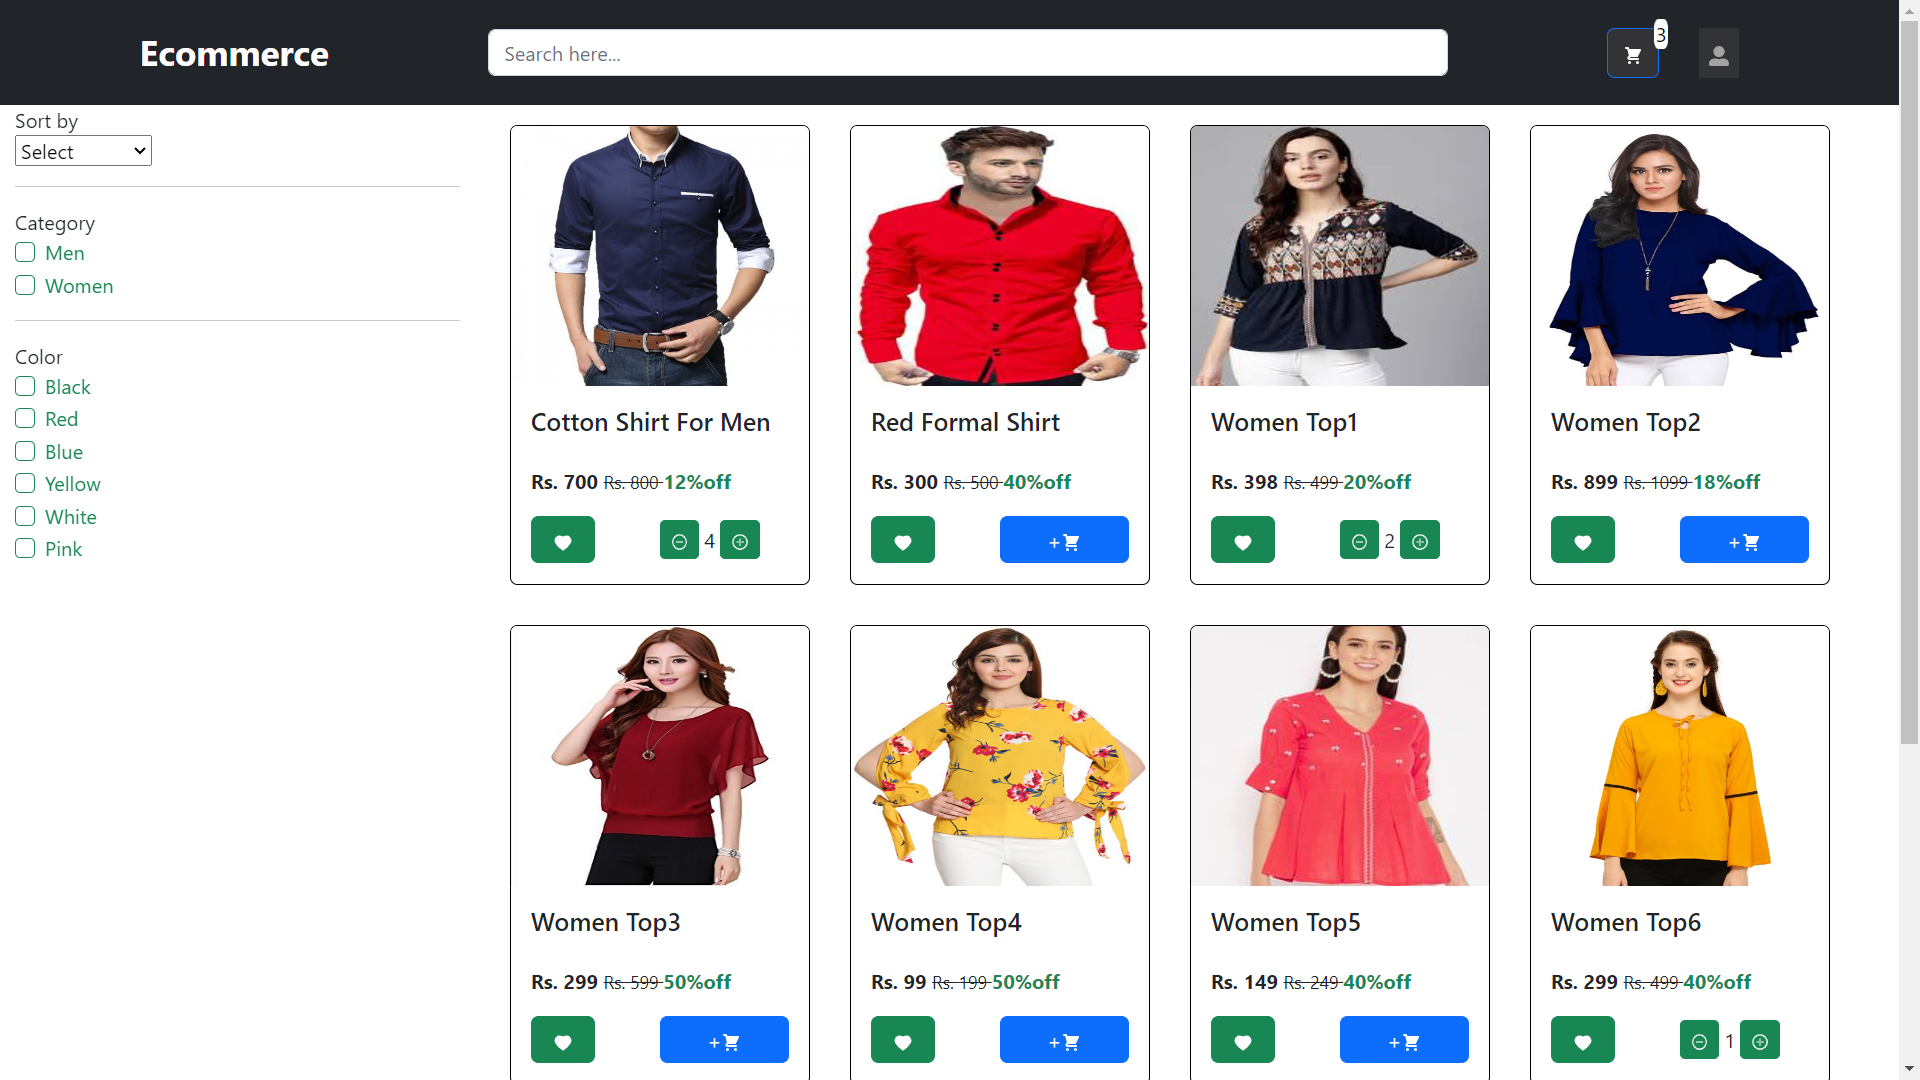 Ecommerce
Search here...
3
Sort by
Select
Category
Men
Women
Color
Black
Red
Blue
Yellow
White
Pink
Cotton Shirt For Men
Rs. 700 Rs. 800 12%off
4
Red Formal Shirt
Rs. 300 Rs. 500 40%off
+
Women Top1
Rs. 398 Rs. 499 20%off
2
Women Top2
Rs. 899 Rs. 1099 18%off
+
Women Top3
Rs. 299 Rs. 599 50%off
+
Women Top4
Rs. 99 Rs. 199 50%off
+
Women Top5
Rs. 149 Rs. 249 40%off
+
Women Top6
Rs. 299 Rs. 499 40%off
1